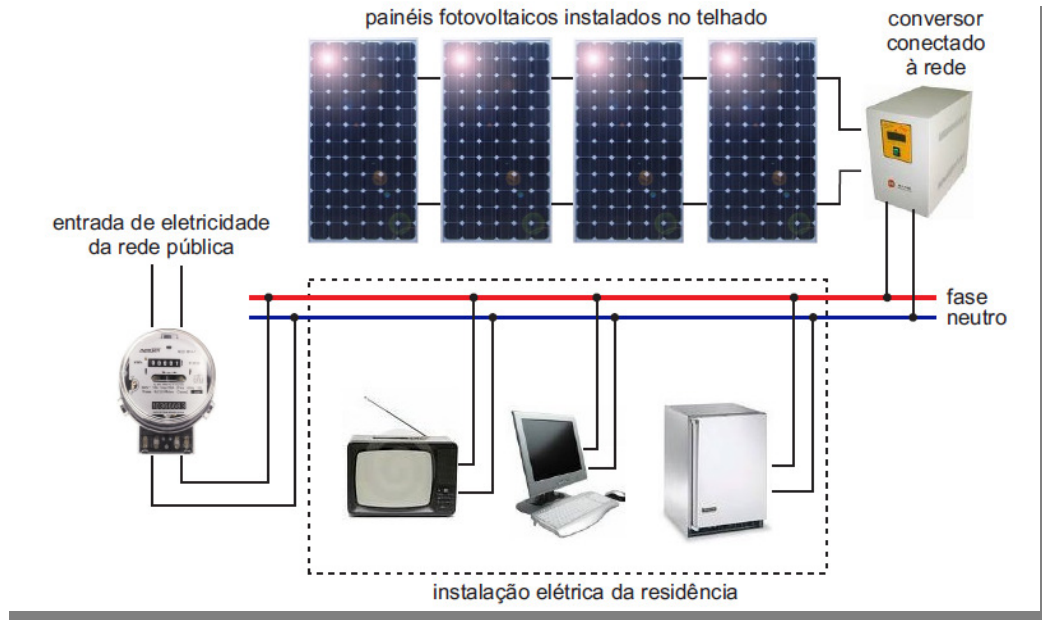 painéis fotovoltaicos instalados no telhado
conversor
conectado
à rede
entrada de eletricidade
da rede pública
fase
neutro
instalação elétrica da residência